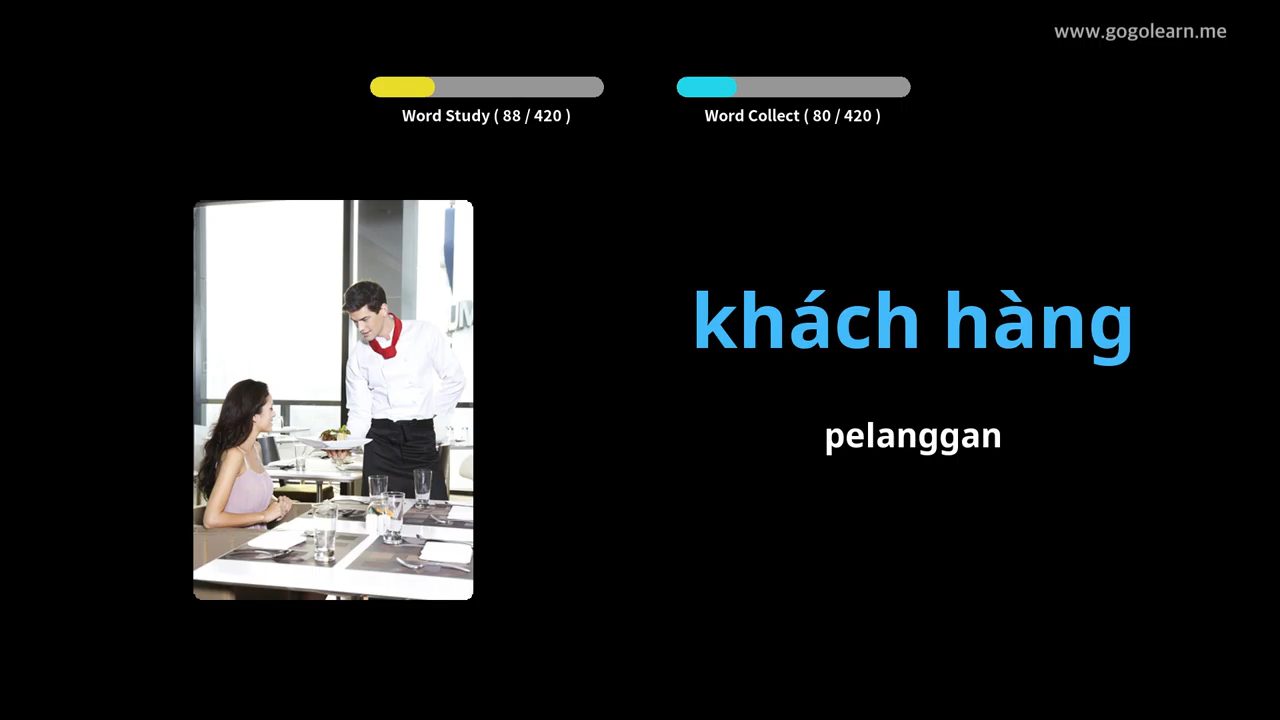 www.gogolearn.me
Word Study ( 88 / 420 )
Word Collect ( 80 / 420 )
khách hàng
pelanggan